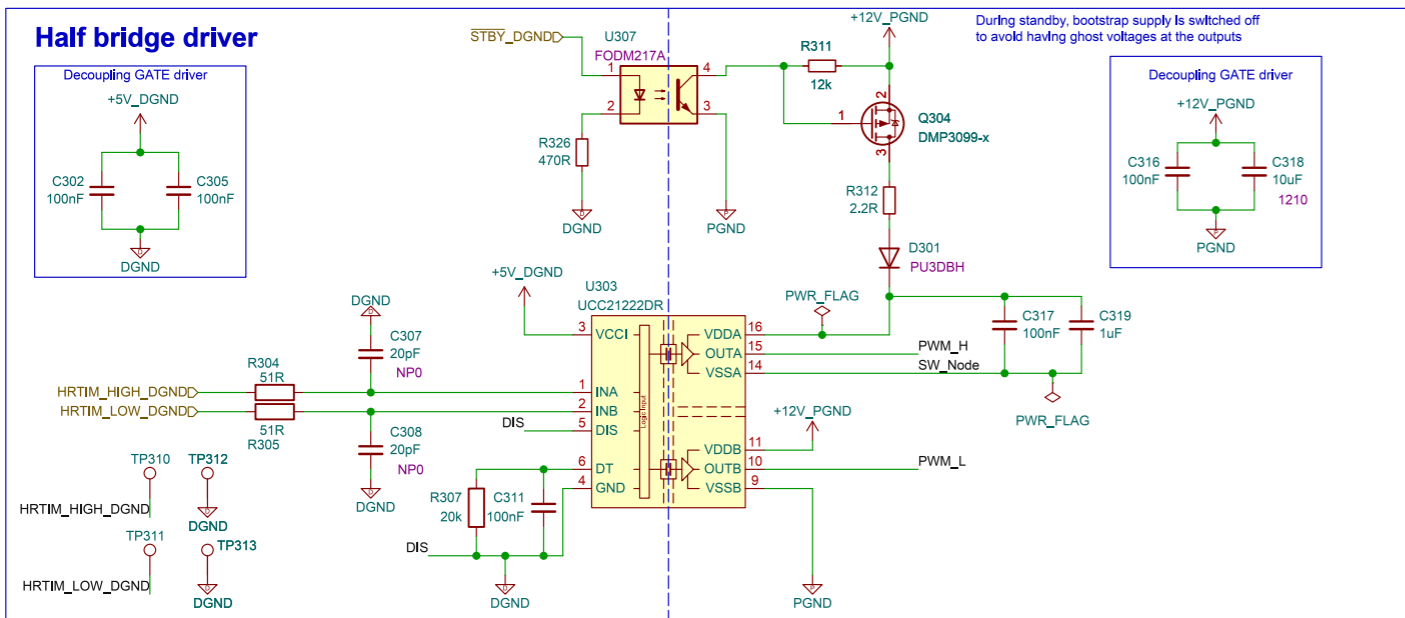 Half bridge driver
Decoupling GATE driver
+5V_DGND
C302
100nF
C305
100nF
DGND
STBY_DGND
U307
FODM217A
1
2
4
3
R326
470R
DGND
PGND
R311
12k
+12V_PGND
During standby, bootstrap supply is switched off
to avoid having ghost voltages at the outputs
2
1
3
Q304
DMP3099-x
R312
2.2R
D301
PU3DBH
Decoupling GATE driver
+12V_PGND
C316
100nF
C318
10uF
1210
PGND
+5V_DGND
U303
UCC21222DR
PWR_FLAG
DGND
C307
20pF
NP0
R304
51R
HRTIM_HIGH_DGND
HRTIM_LOW_DGND
51R
R305
C308
20pF
NP0
DGND
DIS
3 VCCI
1 INA
2 INB
5 DIS
6 DT
4 GND
Logic Input
VDDA 16
OUTA 15
VSSA 14
VDDB 11
OUTB 10
VSSB 9
PWM_H
SW_Node
C317
100nF
C319
1uF
PWR_FLAG
+12V_PGND
PWM_L
PGND
R307
20k
C311
100nF
DIS
DGND
TP310
HRTIM_HIGH_DGND
TP312
DGND
TP311
HRTIM_LOW_DGND
TP313
DGND